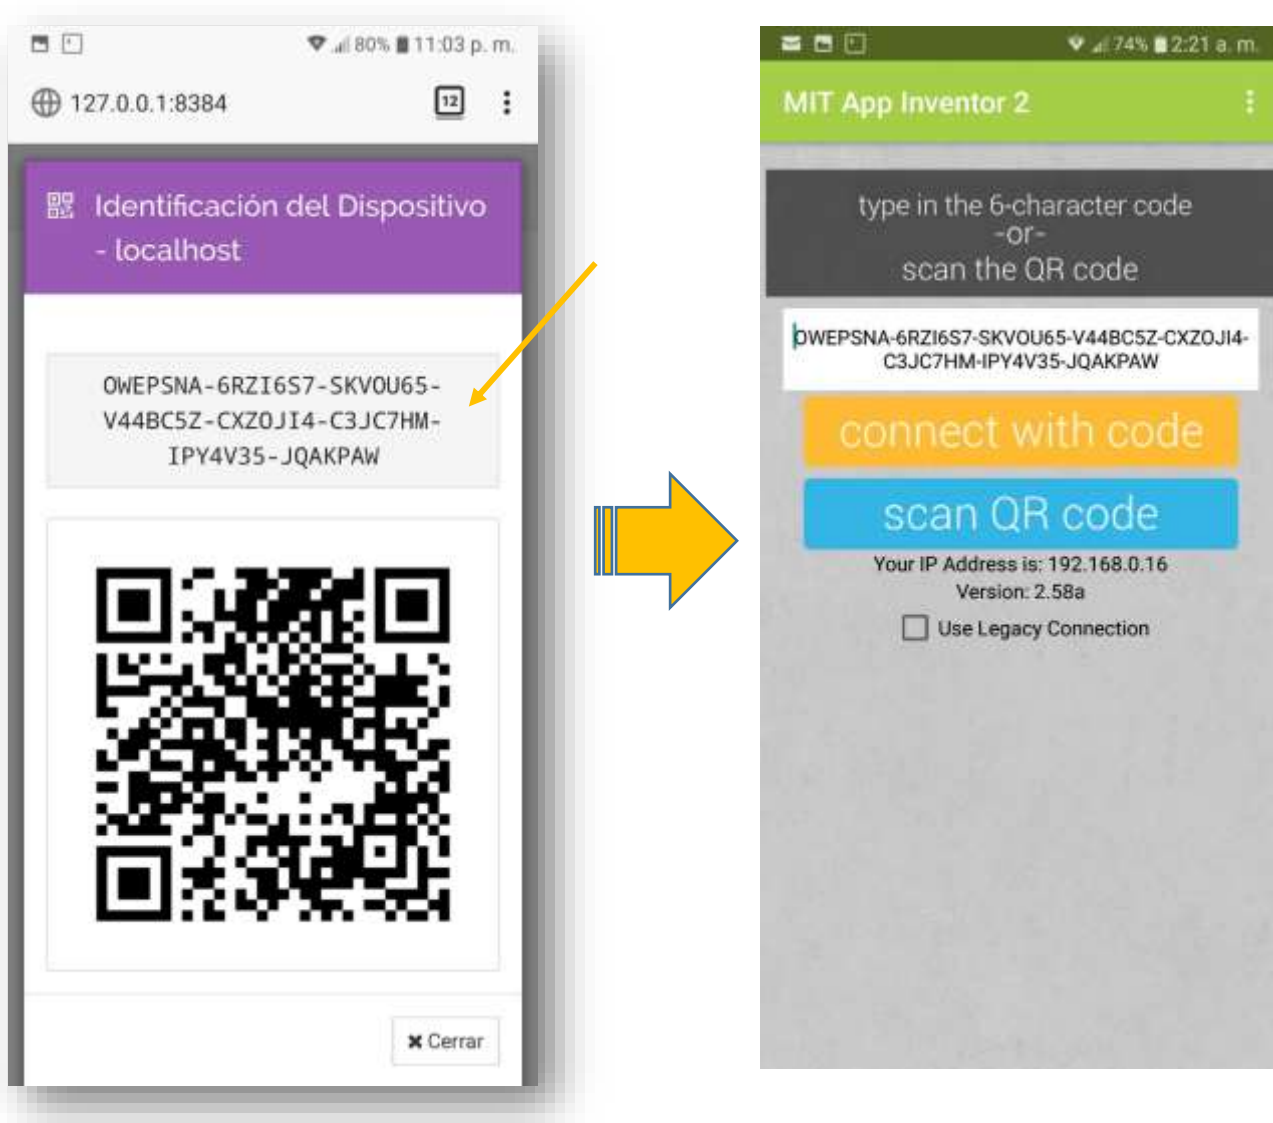 80% 11:03 p. m.
127.0.0.1:8384
12
Identificación del Dispositivo
- localhost
OWEPSNA-6RZI6S7-SKVOU65-
V44BC5Z-CXZOJI4-C3JC7HM-
IPY4V35-JQAKPAW
✖ Cerrar
74% 2:21 a. m.
MIT App Inventor 2
type in the 6-character code
-or-
scan the QR code
OWEPSNA-6RZI6S7-SKVOU65-V44BC5Z-CXZOJI4-
C3JC7HM-IPY4V35-JQAKPAW
connect with code
scan QR code
Your IP Address is: 192.168.0.16
Version: 2.58a
Use Legacy Connection